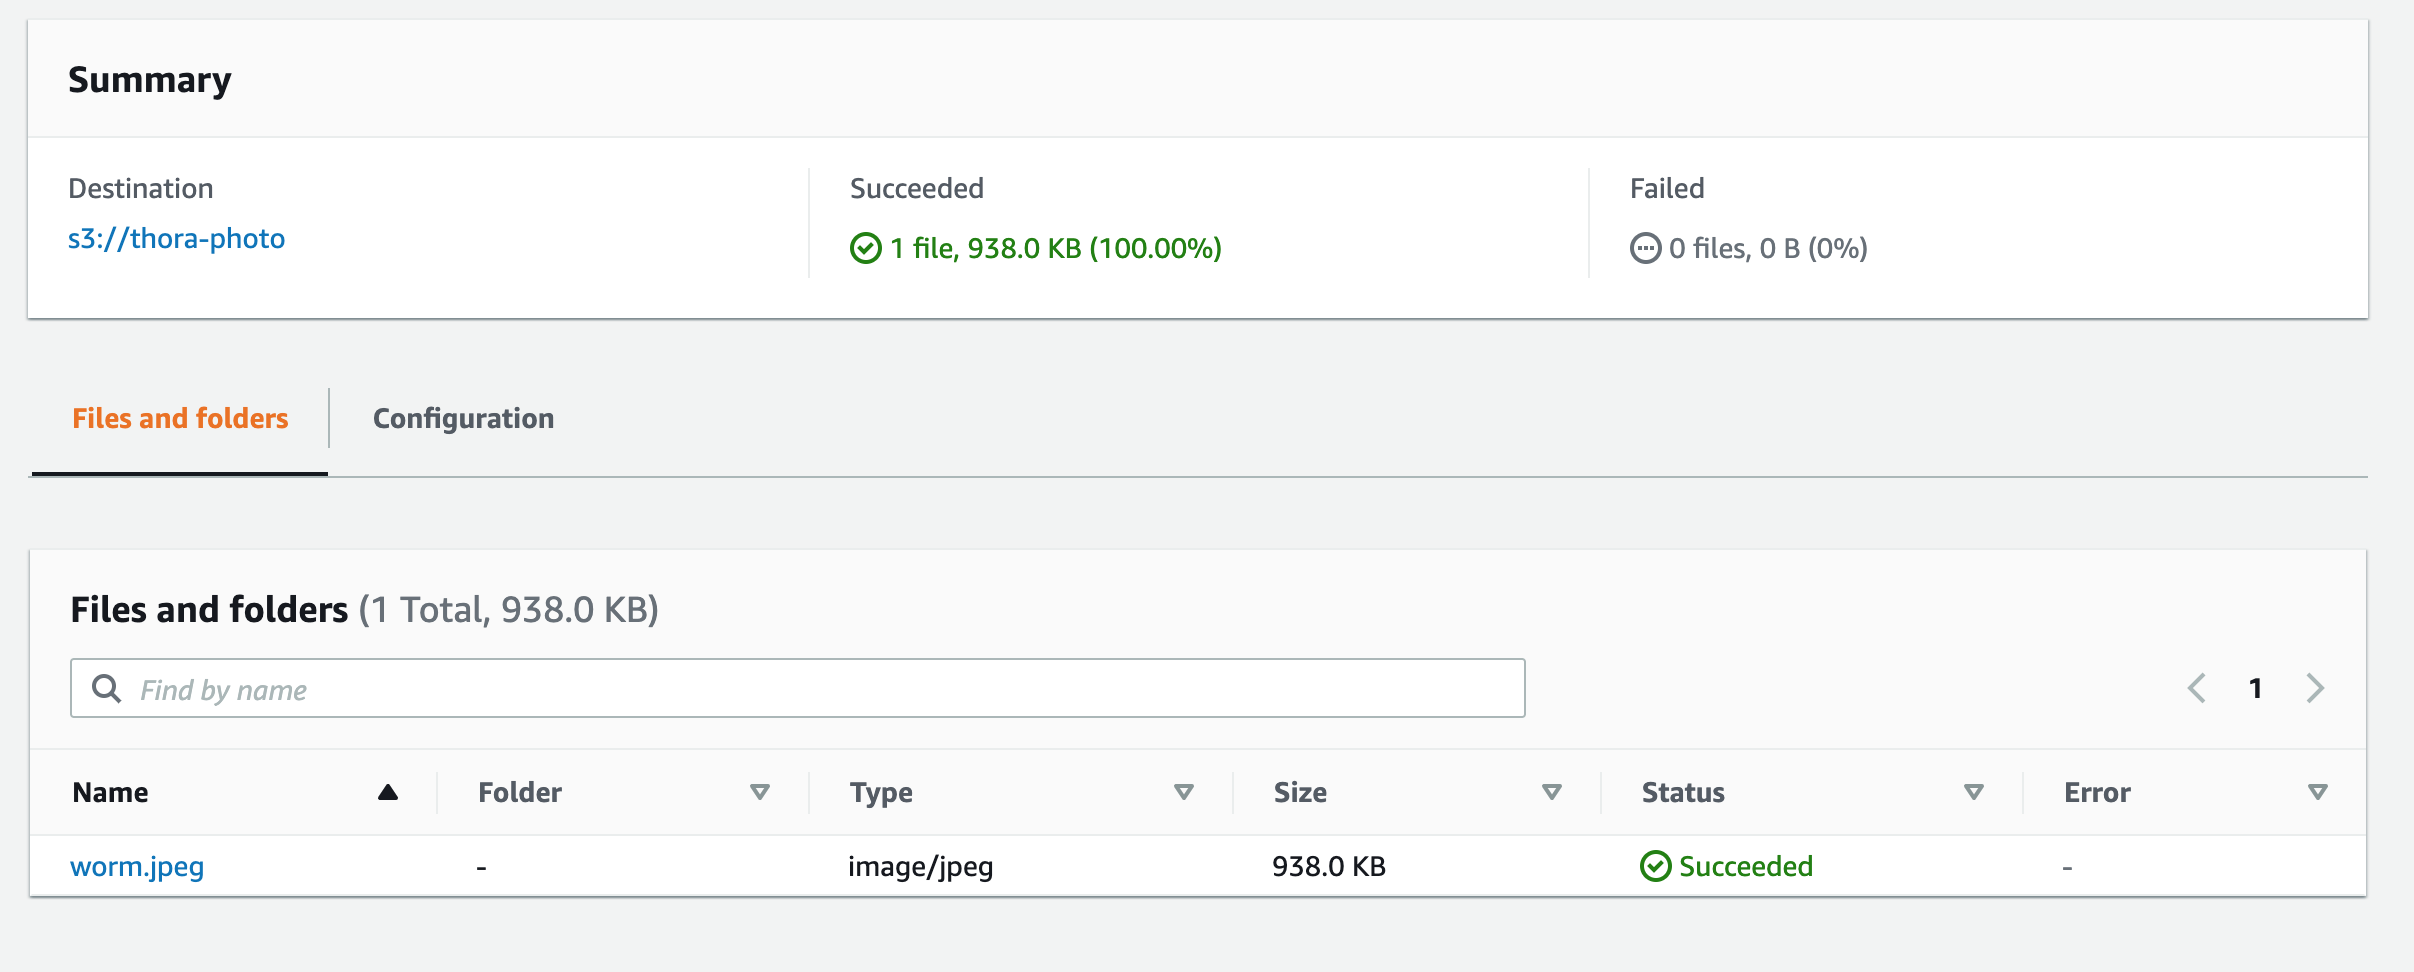 Summary
Destination
s3://thora-photo
Succeeded
1 file, 938.0 KB (100.00%)
Failed
0 files, 0 B (0%)
Files and folders
Configuration
Files and folders (1 Total, 938.0 KB)
Find by name
1
Name Folder Type Size Status Error
worm.jpeg - image/jpeg 938.0 KB Succeeded -